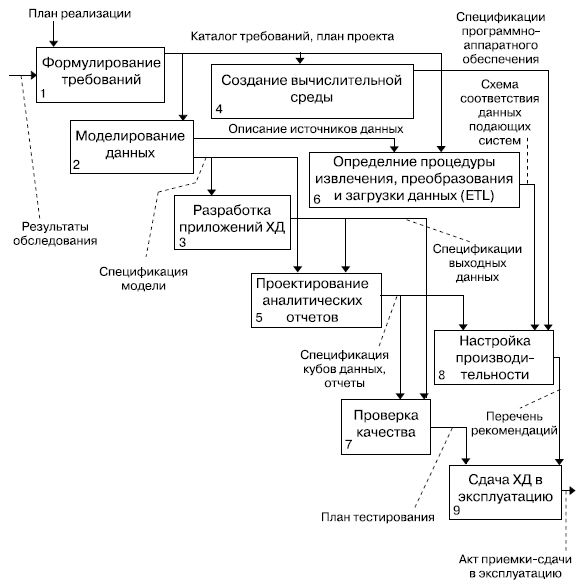 План реализации
Каталог требований, план проекта
Спецификации
программно-
аппаратного
обеспечения
Формулирование
требований
1
Создание вычислительной
среды
4
Схема
соответствия
данных
подающих
систем
Моделирование
данных
2
Описание источников данных
Определние процедуры
извлечения, преобразования
и загрузки данных (ETL)
6
Результаты
обследования
Разработка
приложений ХД
3
Спецификация
модели
Спецификации
выходных
данных
Проектирование
аналитических
отчетов
5
Спецификация
кубов данных,
отчеты
Настройка
производи-
тельности
8
Проверка
качества
7
Перечень
рекомендаций
Сдача ХД в
эксплуатацию
9
План тестирования
Акт приемки-сдачи
в эксплуатацию